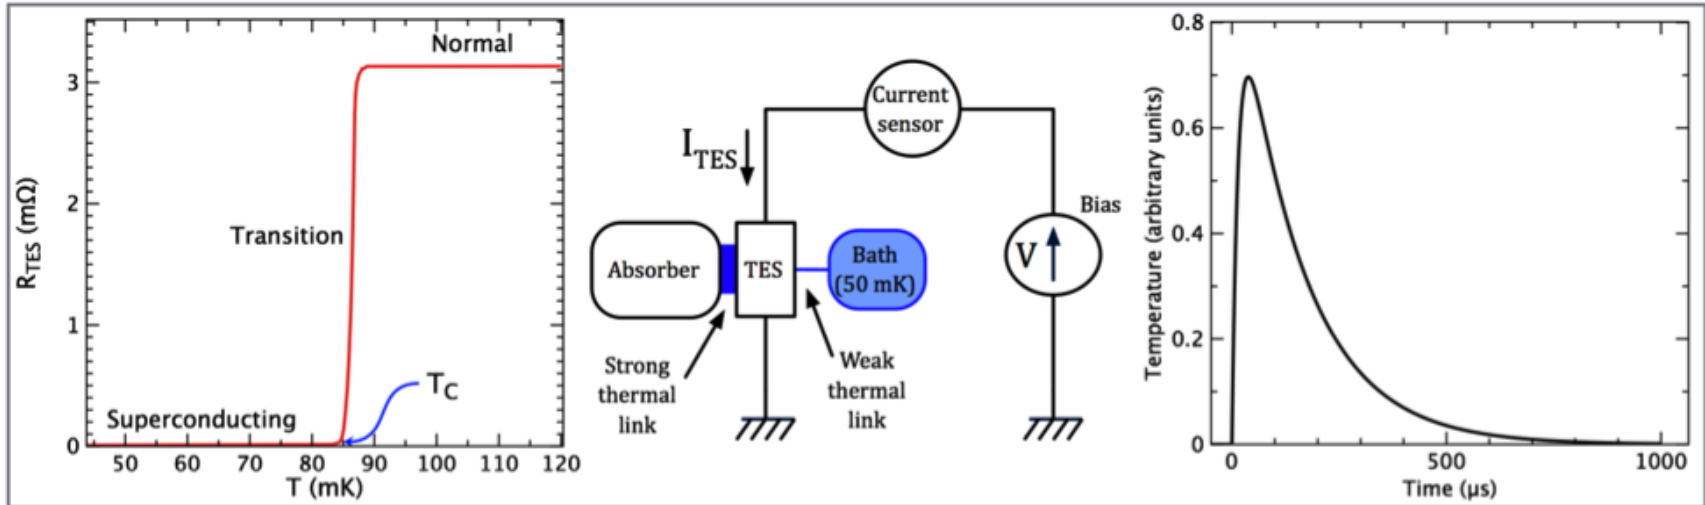 Normal
Transition
Superconducting
T_C
R_TES (mΩ)
3
2
1
0
50 60 70 80 90 100 110 120
T (mK)
Current
sensor
I_TES
Bias
V
Absorber
TES
Bath
(50 mK)
Strong
thermal
link
Weak
thermal
link
Temperature (arbitrary units)
0.8
0.6
0.4
0.2
0
0 500 1000
Time (μs)